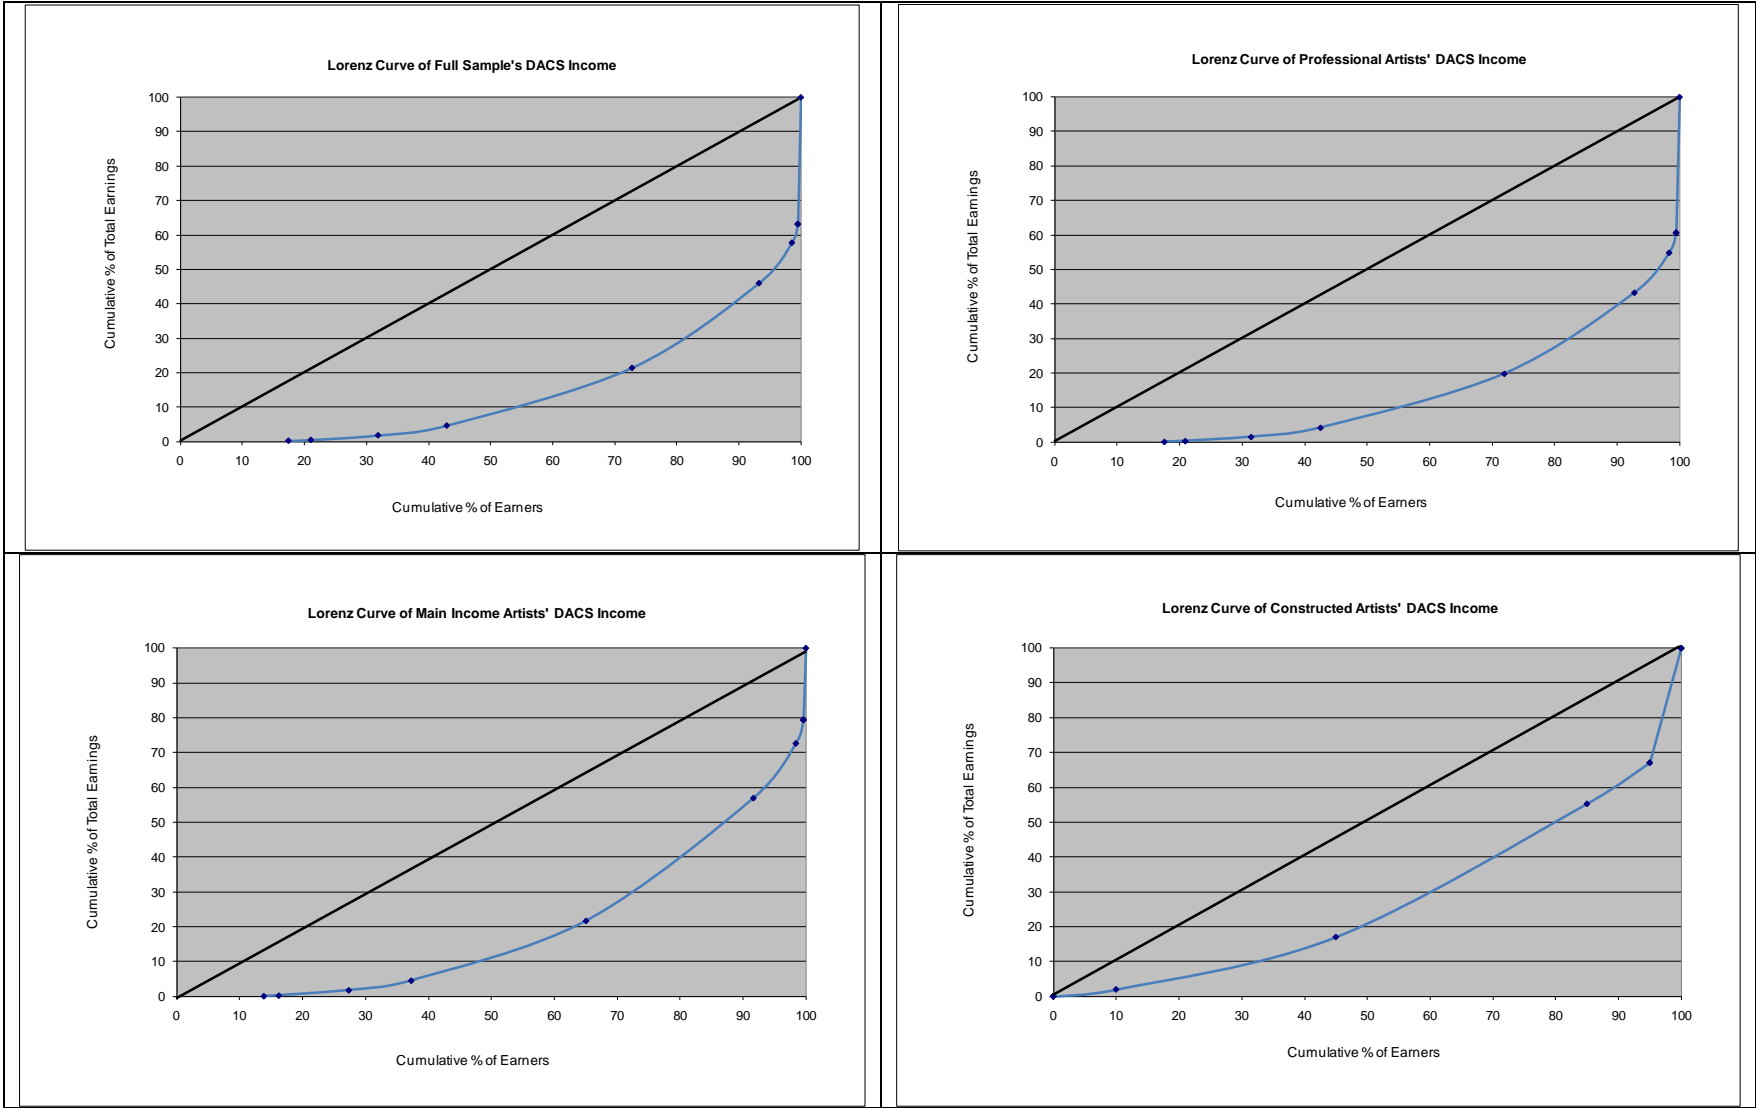 Lorenz Curve of Full Sample's DACS Income
100
90
80
70
60
50
40
30
20
10
0
0 10 20 30 40 50 60 70 80 90 100
Cumulative % of Total Earnings
Cumulative % of Earners
Lorenz Curve of Professional Artists' DACS Income
100
90
80
70
60
50
40
30
20
10
0
0 10 20 30 40 50 60 70 80 90 100
Cumulative % of Total Earnings
Cumulative % of Earners
Lorenz Curve of Main Income Artists' DACS Income
100
90
80
70
60
50
40
30
20
10
0
0 10 20 30 40 50 60 70 80 90 100
Cumulative % of Total Earnings
Cumulative % of Earners
Lorenz Curve of Constructed Artists' DACS Income
100
90
80
70
60
50
40
30
20
10
0
0 10 20 30 40 50 60 70 80 90 100
Cumulative % of Total Earnings
Cumulative % of Earners